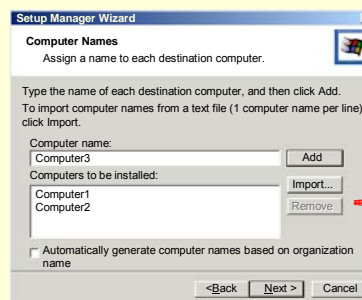 Setup Manager Wizard
Computer Names
Assign a name to each destination computer.
Type the name of each destination computer, and then click Add.
To import computer names from a text file (1 computer name per line)
click Import.
Computer name:
Computer3
Add
Computers to be installed:
Computer1
Computer2
Import...
Remove
Automatically generate computer names based on organization
name
<Back
Next >
Cancel